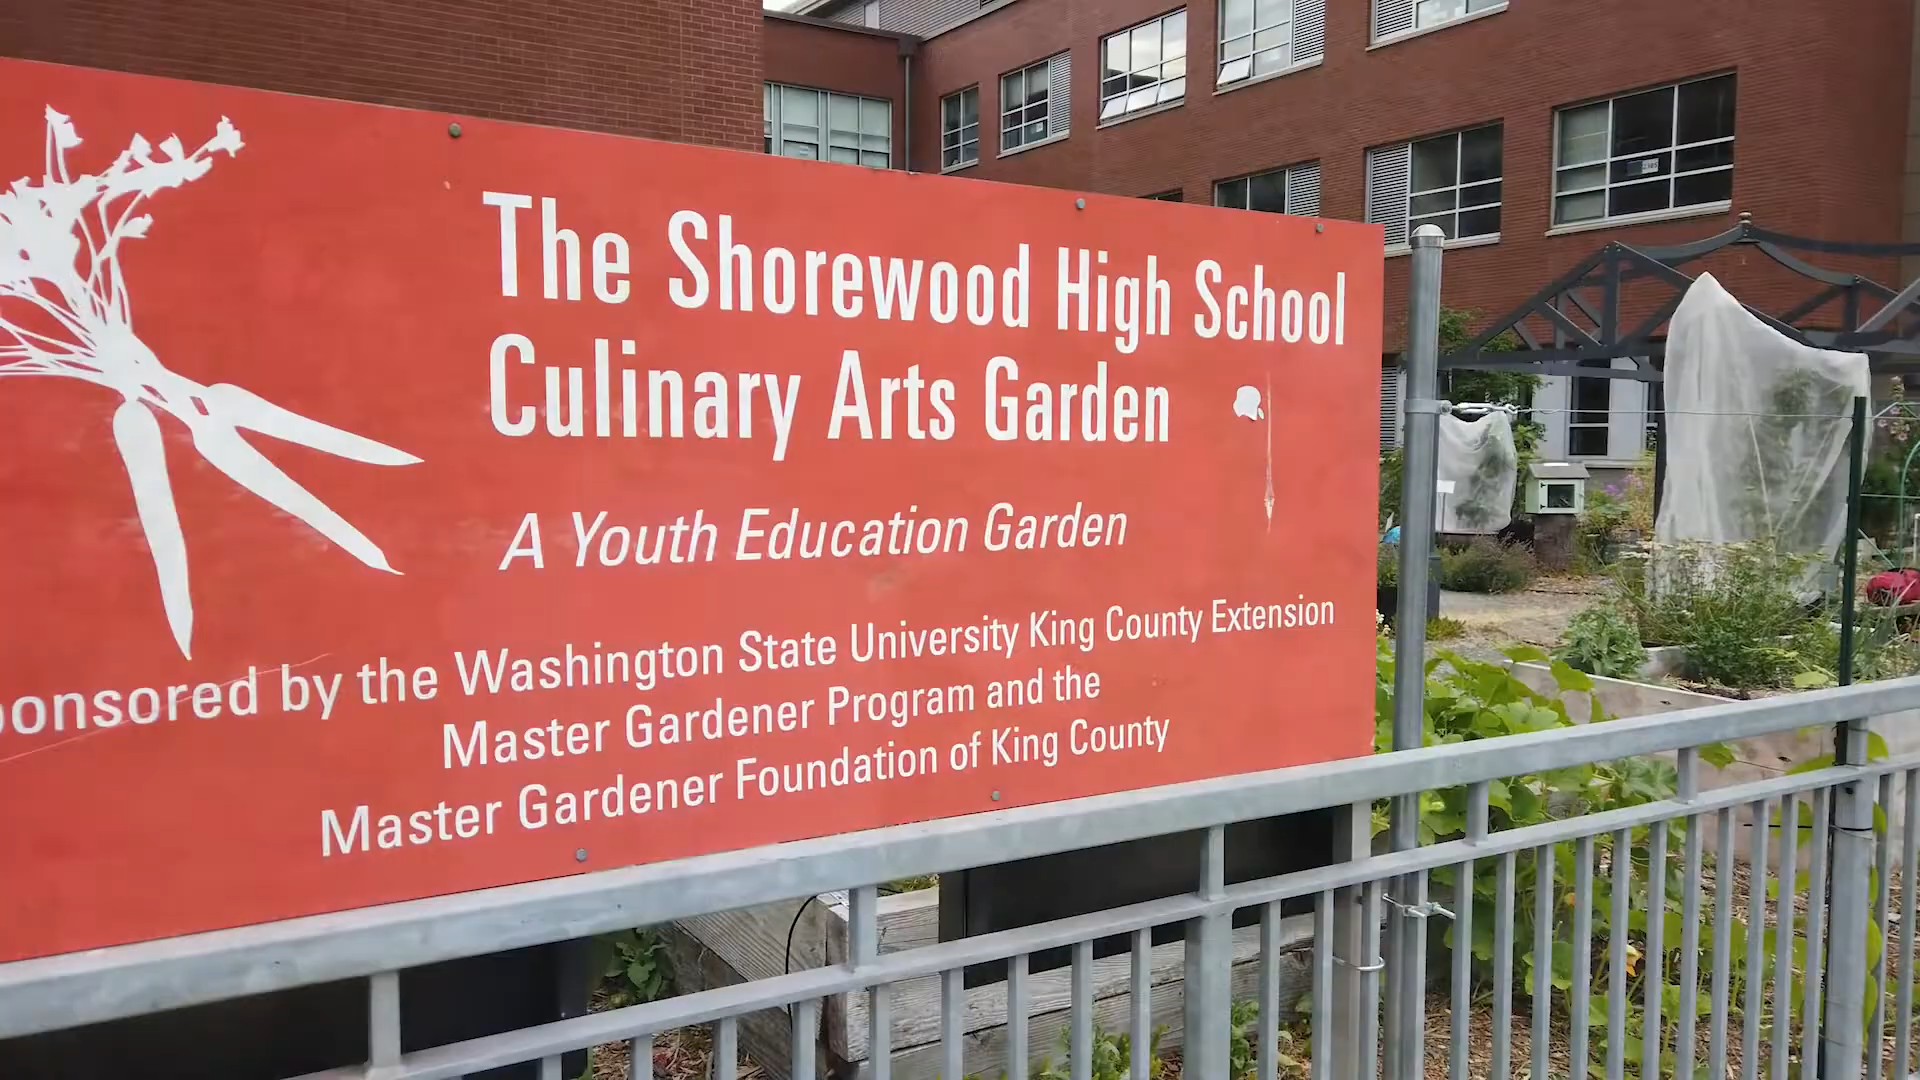 The Shorewood High School
Culinary Arts Garden
A Youth Education Garden
ponsored by the Washington State University King County Extension
Master Gardener Program and the
Master Gardener Foundation of King County